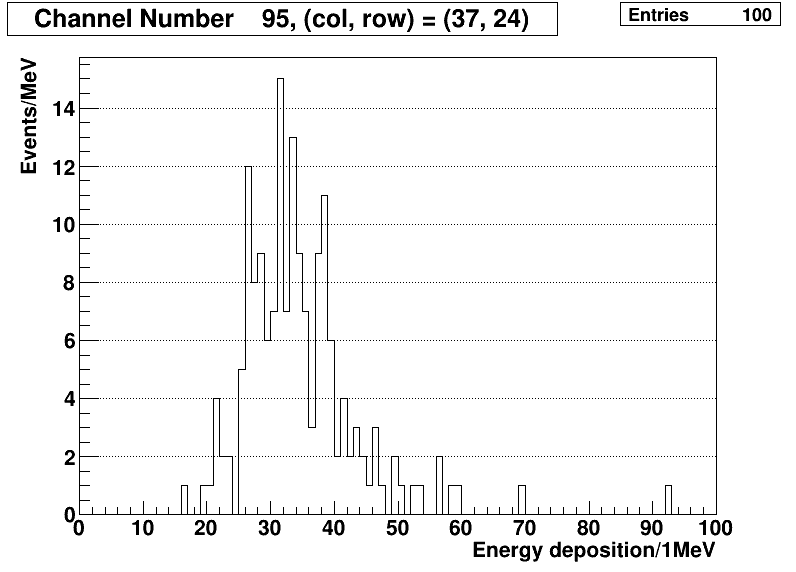 Channel Number 95, (col, row) = (37, 24)
Entries 100
Events/MeV
14
12
10
8
6
4
2
0
0 10 20 30 40 50 60 70 80 90 100
Energy deposition/1MeV